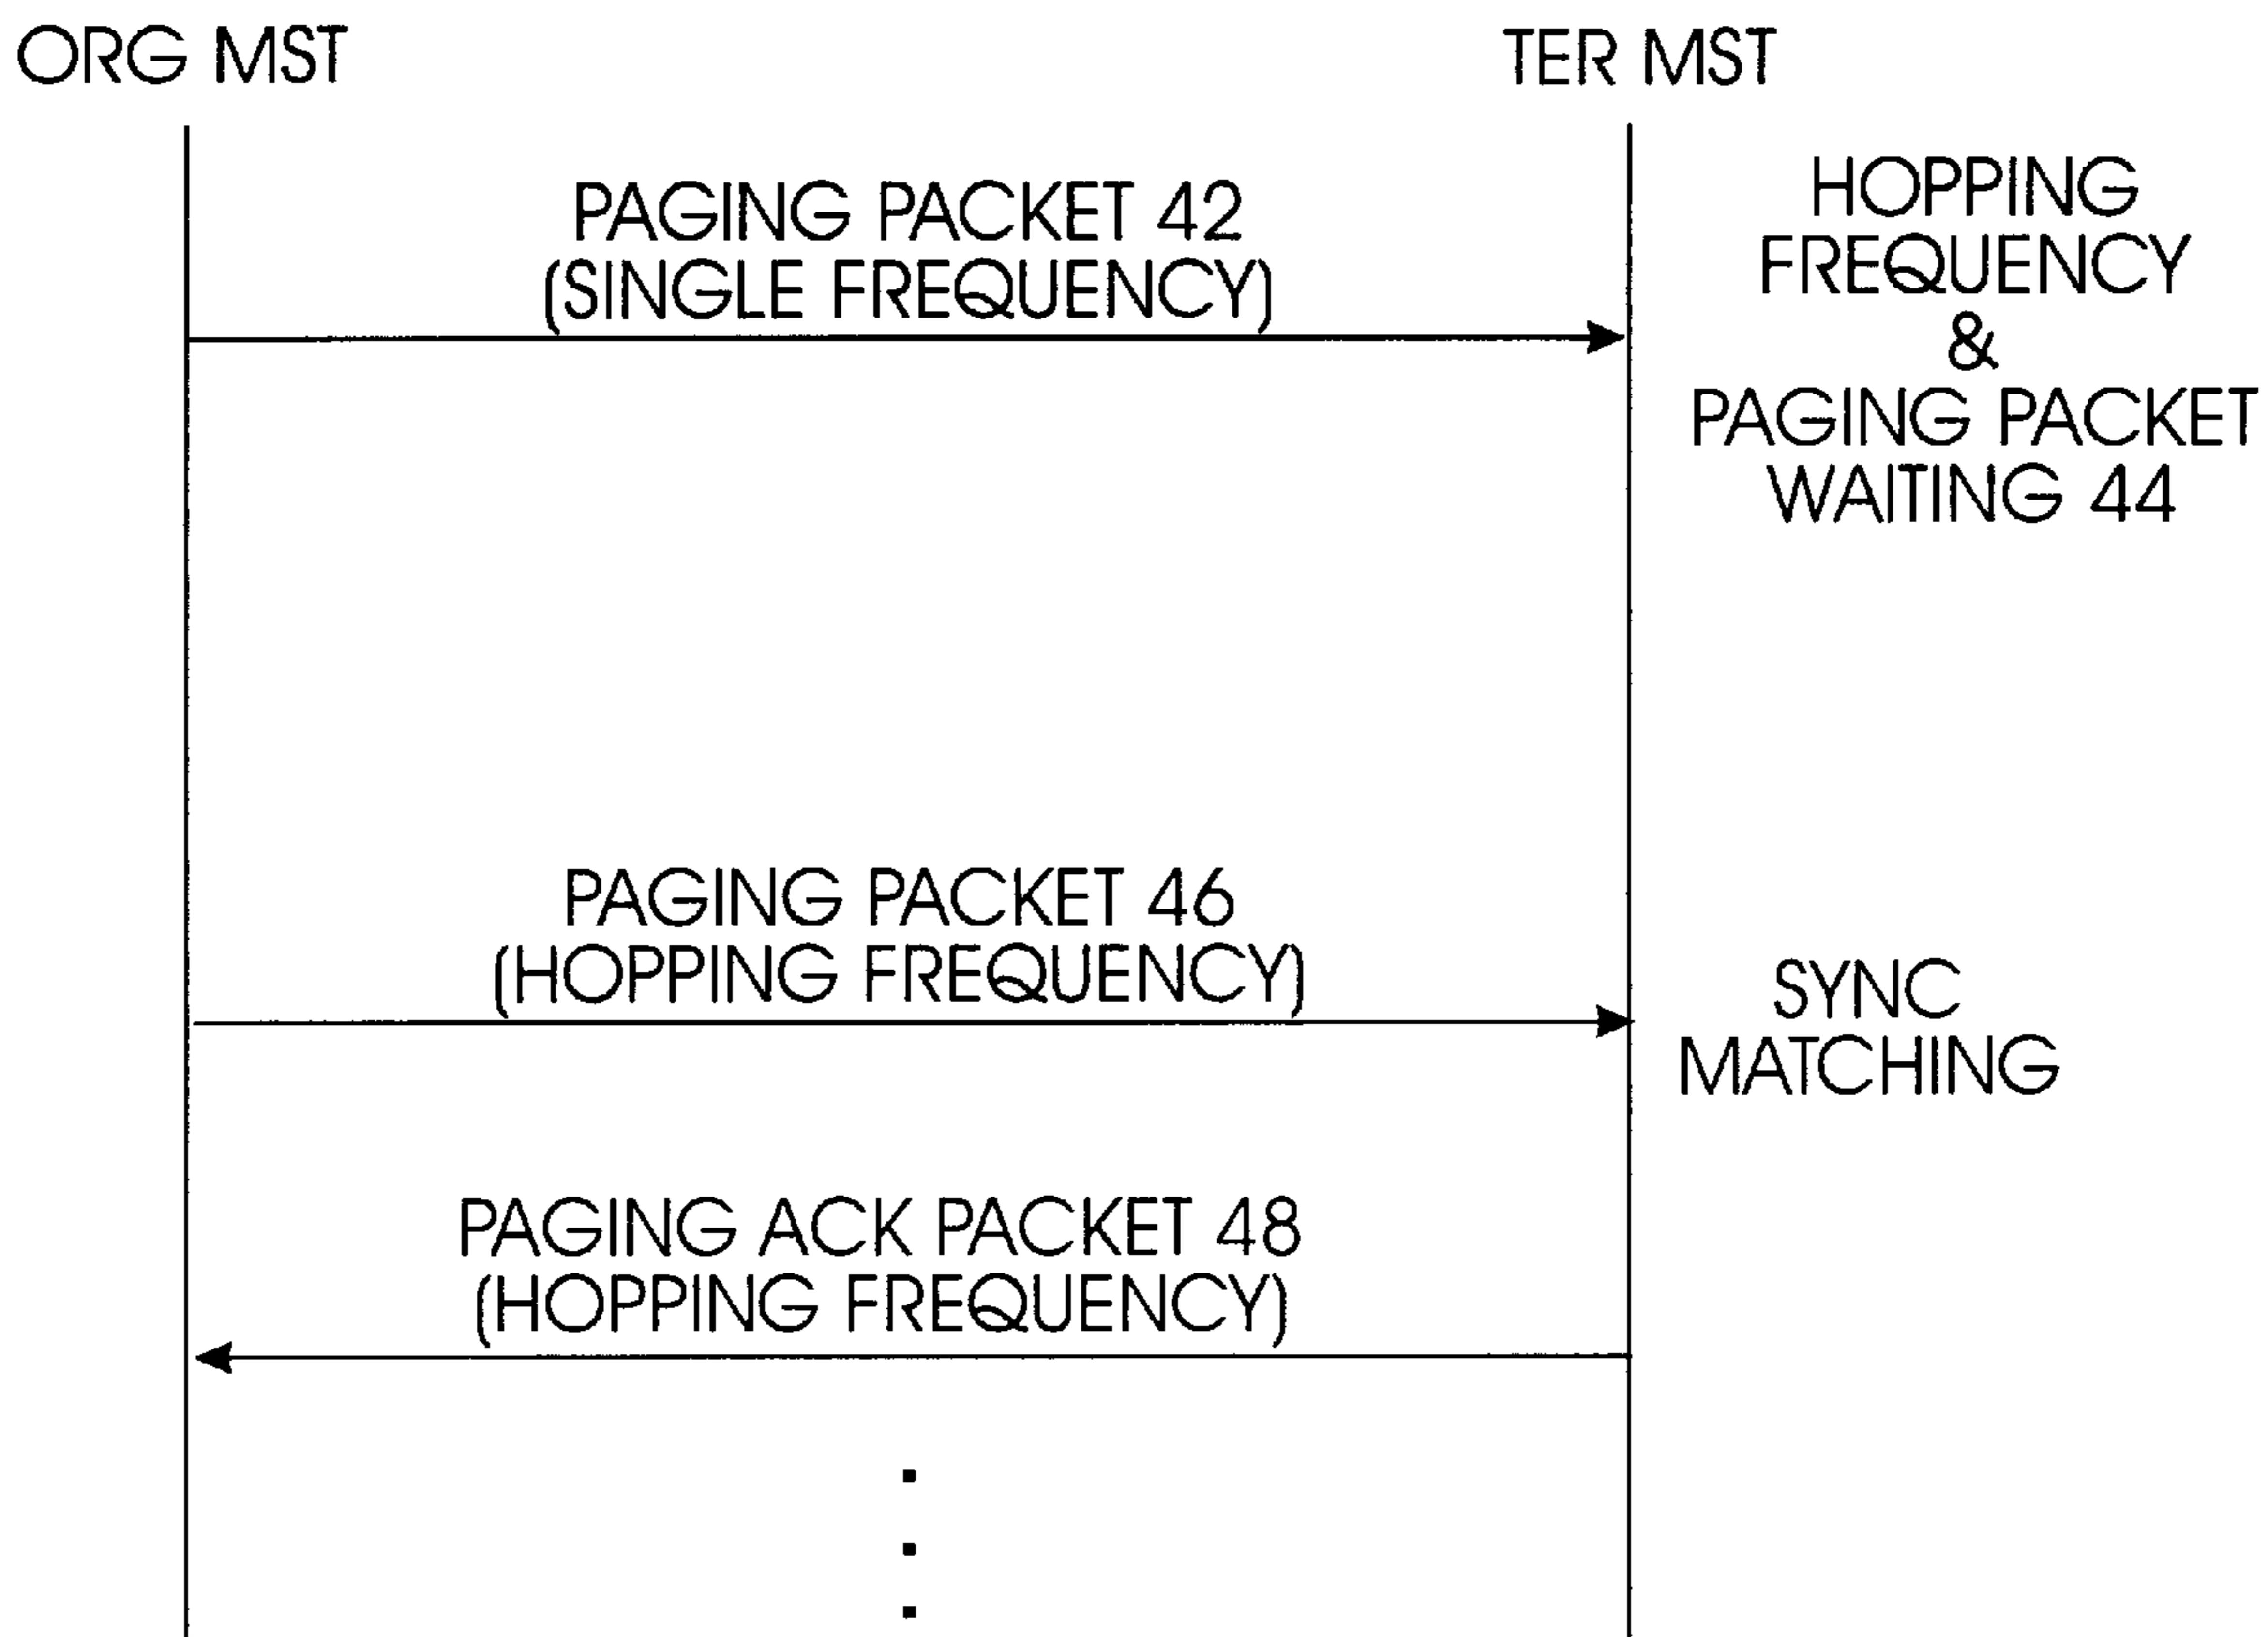 ORG MST
TER MST
PAGING PACKET 42
(SINGLE FREQUENCY)
HOPPING
FREQUENCY
&
PAGING PACKET
WAITING 44
PAGING PACKET 46
(HOPPING FREQUENCY)
SYNC
MATCHING
PAGING ACK PACKET 48
(HOPPING FREQUENCY)